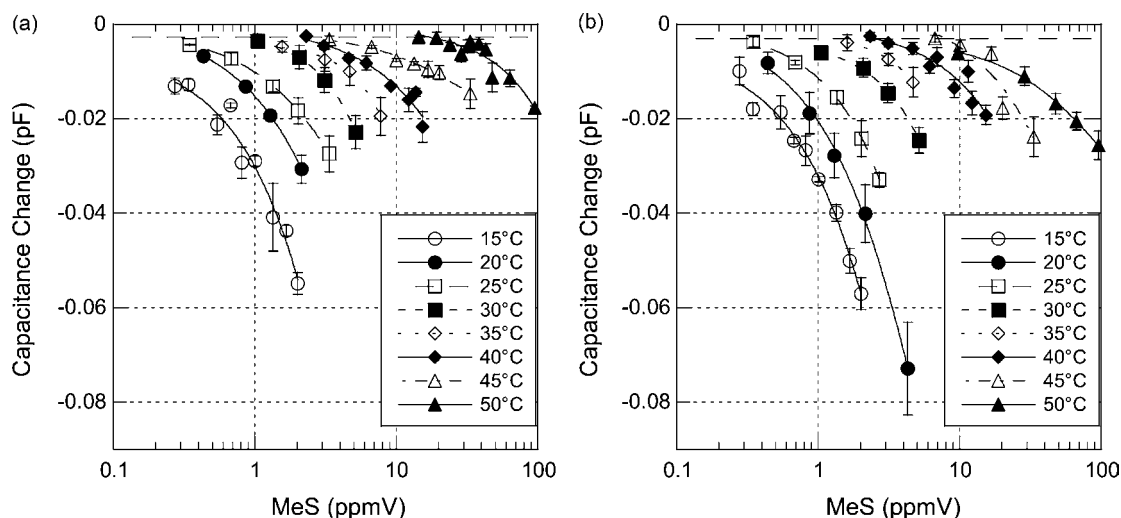 (a)
0
-0.02
-0.04
-0.06
-0.08
Capacitance Change (pF)
15°C
20°C
25°C
30°C
35°C
40°C
45°C
50°C
0.1
1
10
100
MeS (ppmV)
(b)
0
-0.02
-0.04
-0.06
-0.08
Capacitance Change (pF)
15°C
20°C
25°C
30°C
35°C
40°C
45°C
50°C
0.1
1
10
100
MeS (ppmV)